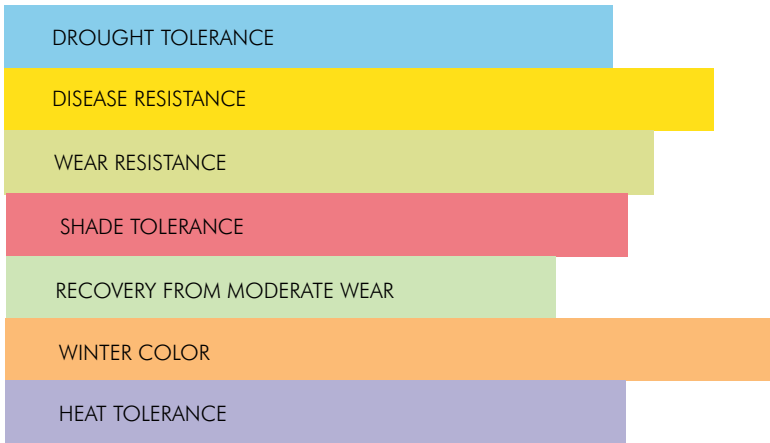 DROUGHT TOLERANCE
DISEASE RESISTANCE
WEAR RESISTANCE
SHADE TOLERANCE
RECOVERY FROM MODERATE WEAR
WINTER COLOR
HEAT TOLERANCE